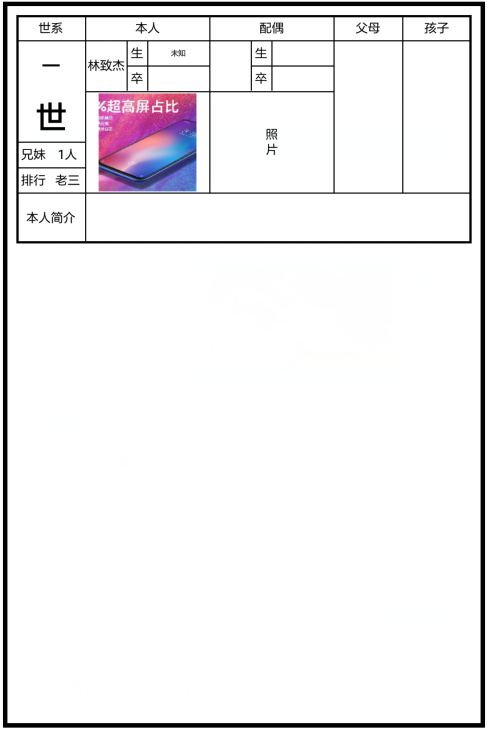 世系 本人 配偶 父母 孩子
一
世
林致杰 生 未知 生
卒 卒
%超高屏占比
照
片
兄妹 1人
排行 老三
本人简介